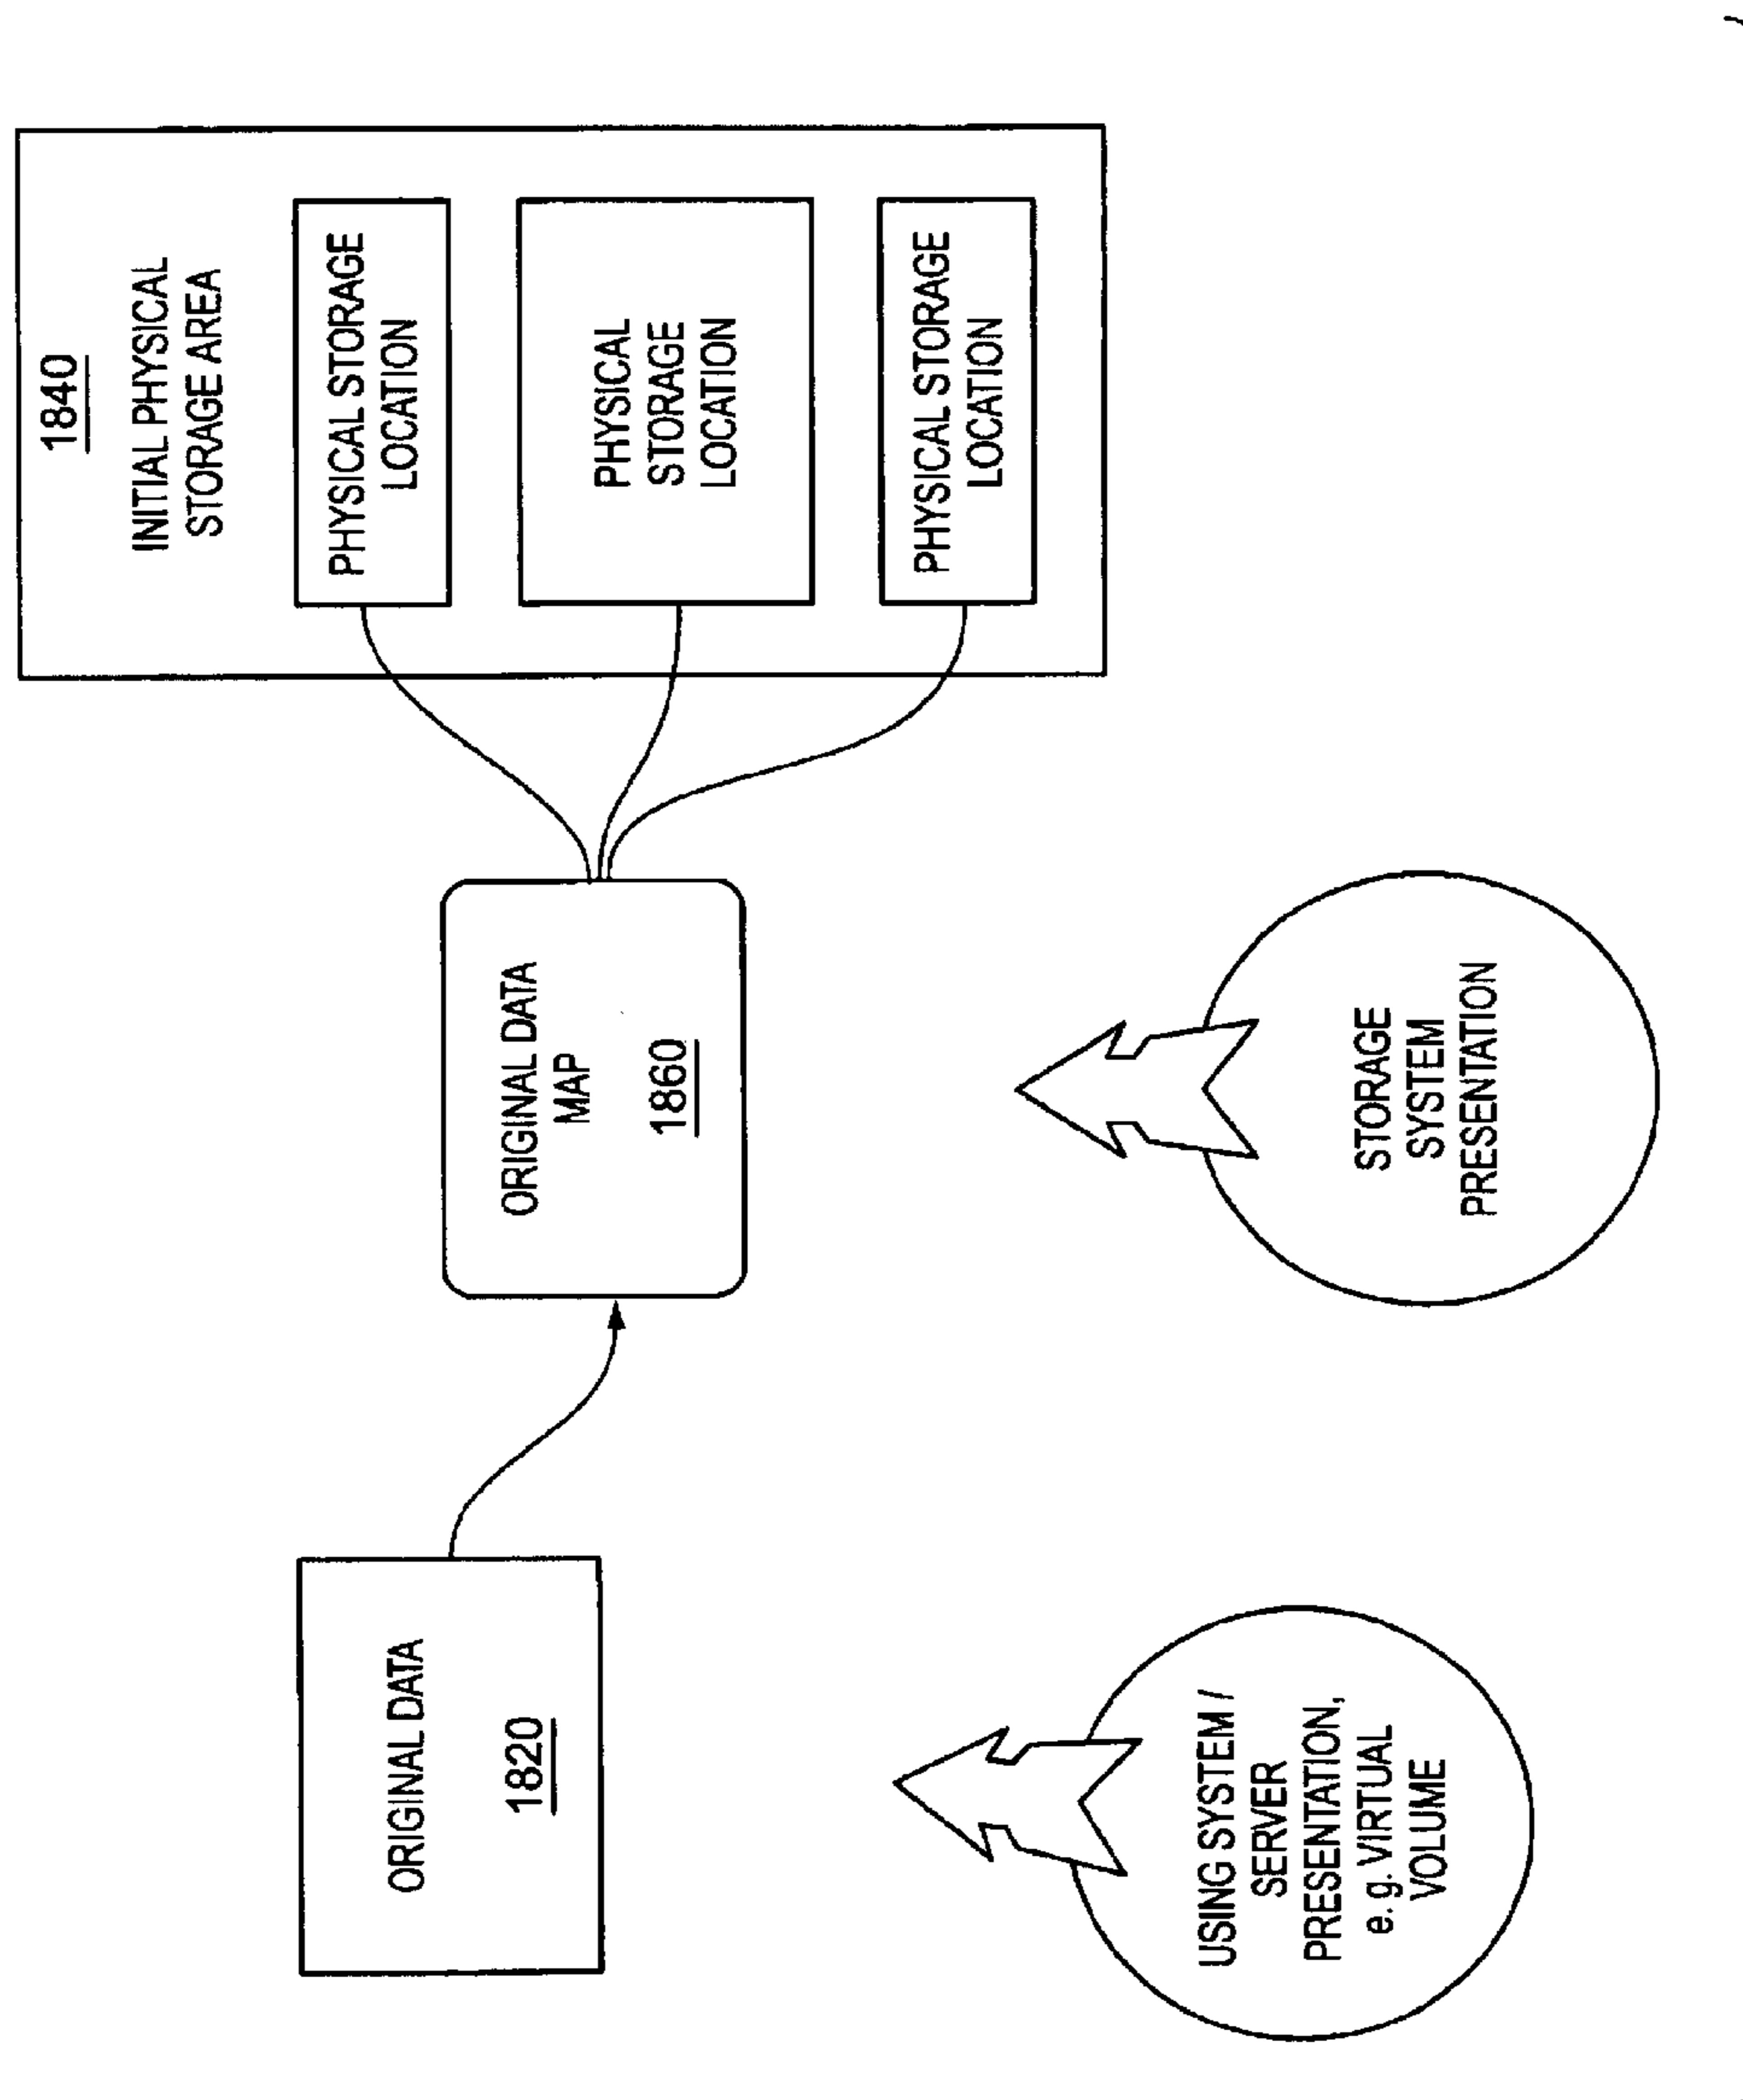 1840
INITIAL PHYSICAL
STORAGE AREA
PHYSICAL STORAGE
LOCATION
PHYSICAL
STORAGE
LOCATION
PHYSICAL STORAGE
LOCATION
ORIGINAL DATA
MAP
1860
ORIGINAL DATA
1820
STORAGE
SYSTEM
PRESENTATION
USING SYSTEM /
SERVER
PRESENTATION,
e. g. VIRTUAL
VOLUME